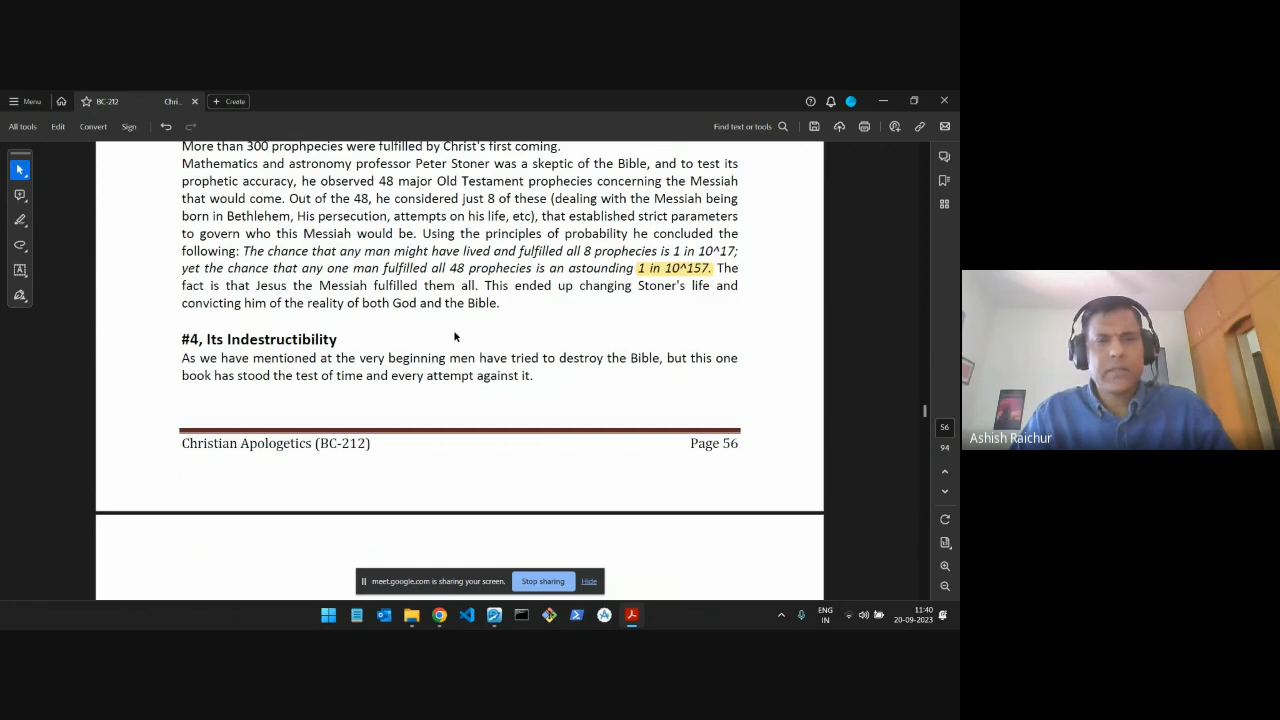 Menu
BC-212
Chri...
Create
All tools
Edit
Convert
Sign
Find text or tools
More than 300 prophpecies were fulfilled by Christ's first coming.
Mathematics and astronomy professor Peter Stoner was a skeptic of the Bible, and to test its
prophetic accuracy, he observed 48 major Old Testament prophecies concerning the Messiah
that would come. Out of the 48, he considered just 8 of these (dealing with the Messiah being
born in Bethlehem, His persecution, attempts on his life, etc), that established strict parameters
to govern who this Messiah would be. Using the principles of probability he concluded the
following: The chance that any man might have lived and fulfilled all 8 prophecies is 1 in 10^17;
yet the chance that any one man fulfilled all 48 prophecies is an astounding 1 in 10^157. The
fact is that Jesus the Messiah fulfilled them all. This ended up changing Stoner's life and
convicting him of the reality of both God and the Bible.
#4, Its Indestructibility
As we have mentioned at the very beginning men have tried to destroy the Bible, but this one
book has stood the test of time and every attempt against it.
Christian Apologetics (BC-212)
Page 56
56
94
Ashish Raichur
meet.google.com is sharing your screen.
Stop sharing
Hide
ENG
IN
11:40
20-09-2023